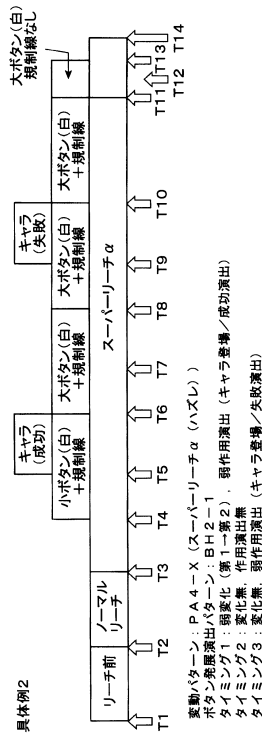 具体例2
大ボタン(白)
規制線なし
キャラ
(成功)
キャラ
(失敗)
小ボタン(白)
+規制線
大ボタン(白)
+規制線
大ボタン(白)
+規制線
大ボタン(白)
+規制線
リーチ前
ノーマル
リーチ
スーパーリーチα
T1
T2
T3
T4
T5
T6
T7
T8
T9
T10
T11
T12
T13
T14
変動パターン:PA4-X(スーパーリーチα(ハズレ))
ボタン発展演出パターン:BH2-1
タイミング1:弱変化(第1→第2),弱作用演出(キャラ登場/成功演出)
タイミング2:変化無,作用演出無
タイミング3:変化無,弱作用演出(キャラ登場/失敗演出)